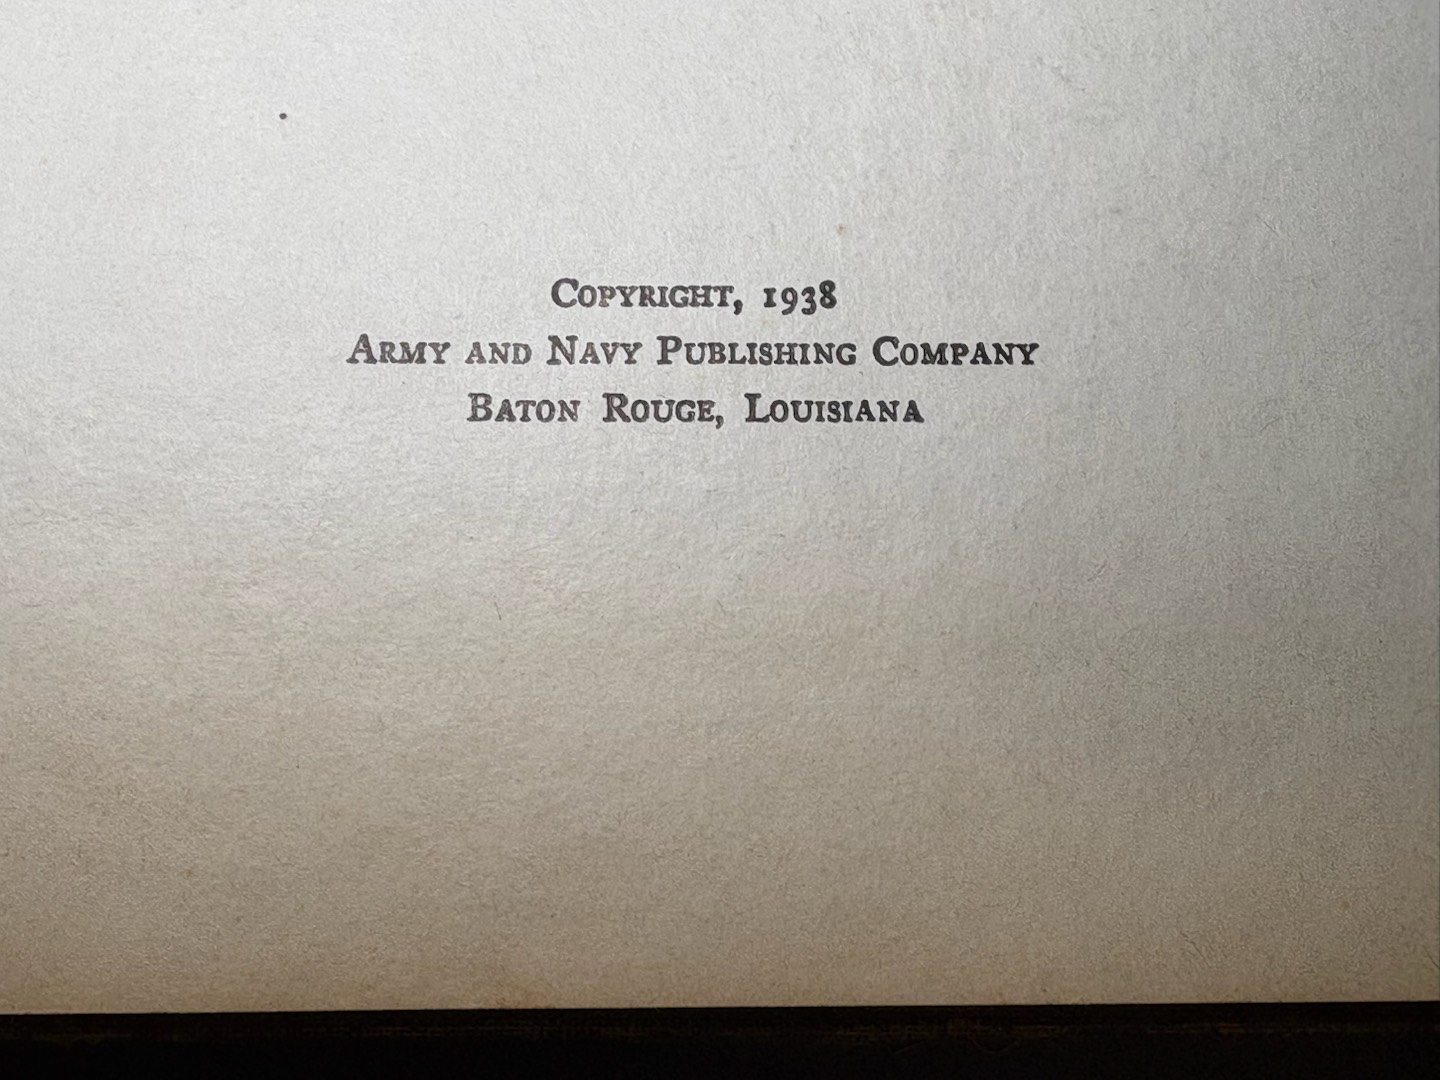 Copyright, 1938
Army and Navy Publishing Company
Baton Rouge, Louisiana